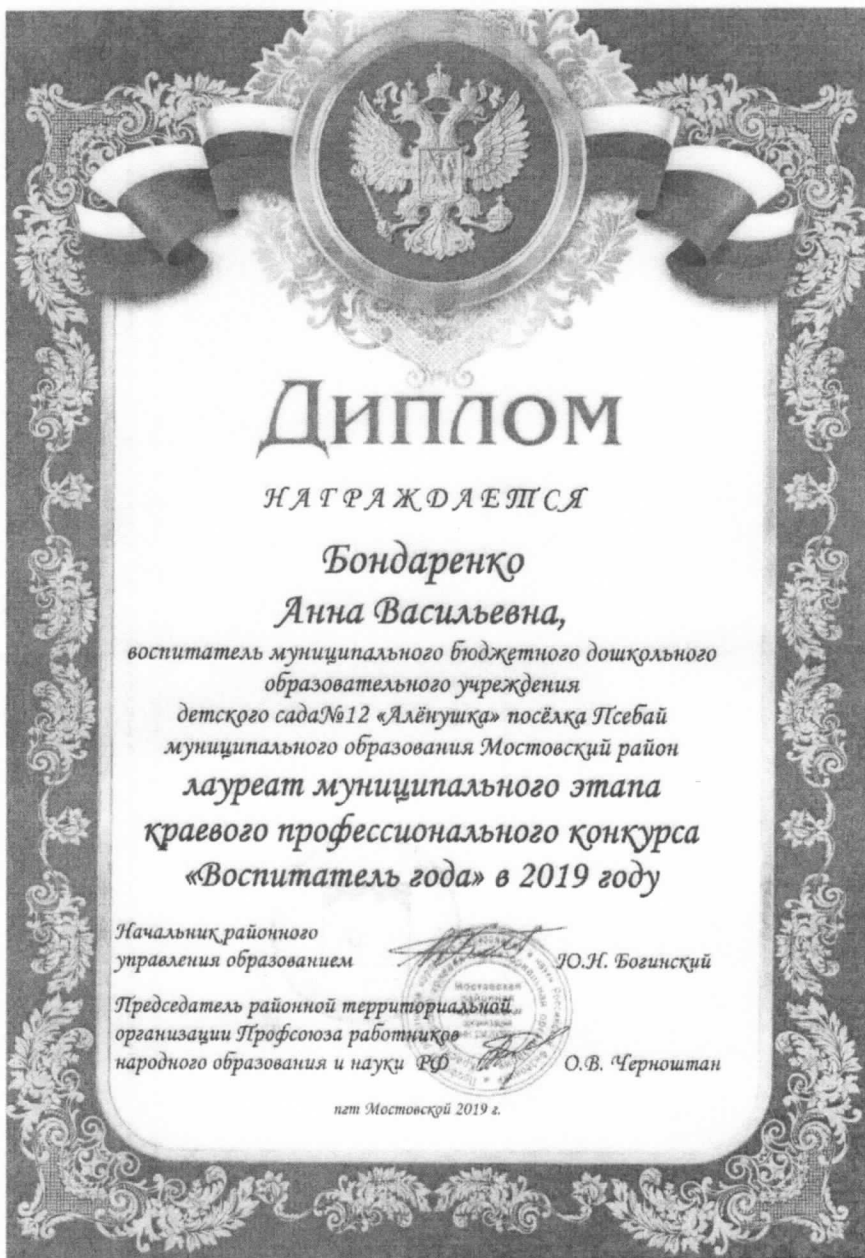 Диплом
НАГРАЖДАЕТСЯ
Бондаренко
Анна Васильевна,
воспитатель муниципального бюджетного дошкольного
образовательного учреждения
детского сада№12 «Алёнушка» посёлка Псебай
муниципального образования Мостовский район
лауреат муниципального этапа
краевого профессионального конкурса
«Воспитатель года» в 2019 году
Начальник районного
управления образованием Ю.Н. Богинский
Председатель районной территориальной
организации Профсоюза работников
народного образования и науки РФ О.В. Черноштан
Мостовская
районная
пгт Мостовской 2019 г.